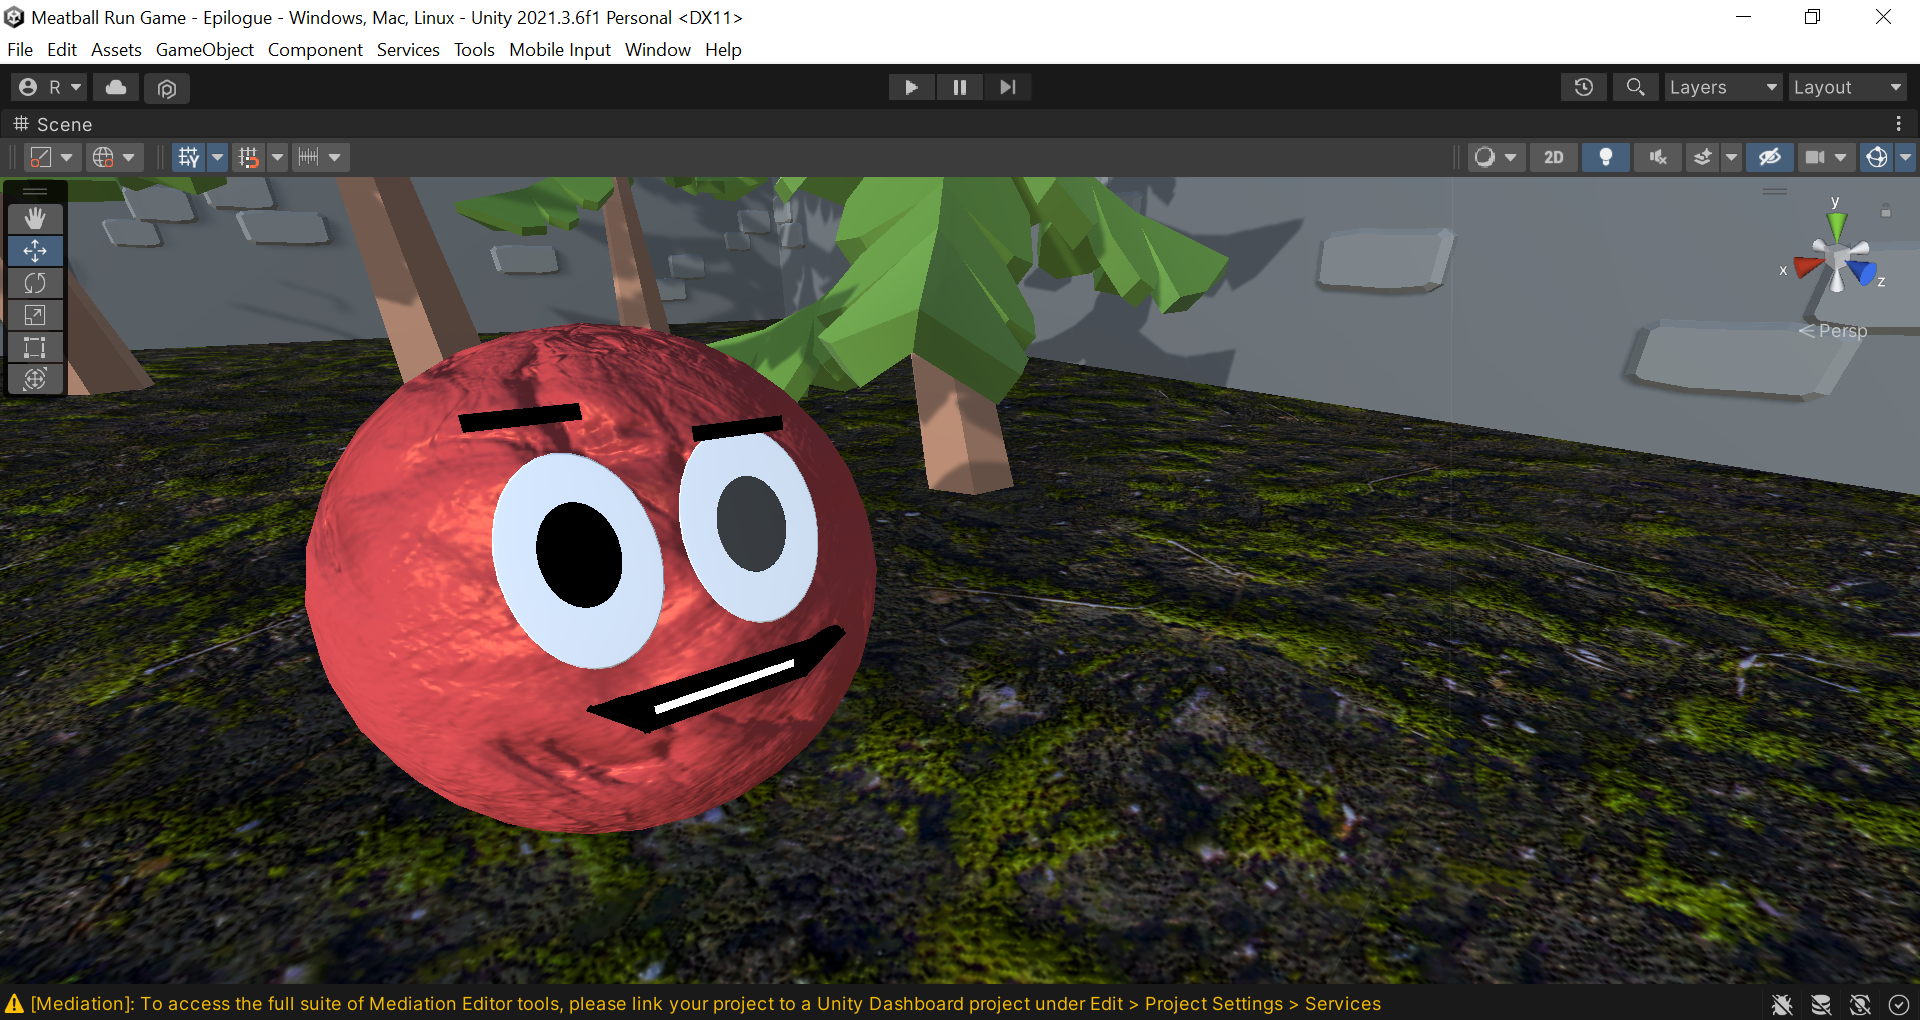 Meatball Run Game - Epilogue - Windows, Mac, Linux - Unity 2021.3.6f1 Personal <DX11>
File Edit Assets GameObject Component Services Tools Mobile Input Window Help
R Layers Layout
Scene
2D
y
x
z
Persp
[Mediation]: To access the full suite of Mediation Editor tools, please link your project to a Unity Dashboard project under Edit > Project Settings > Services